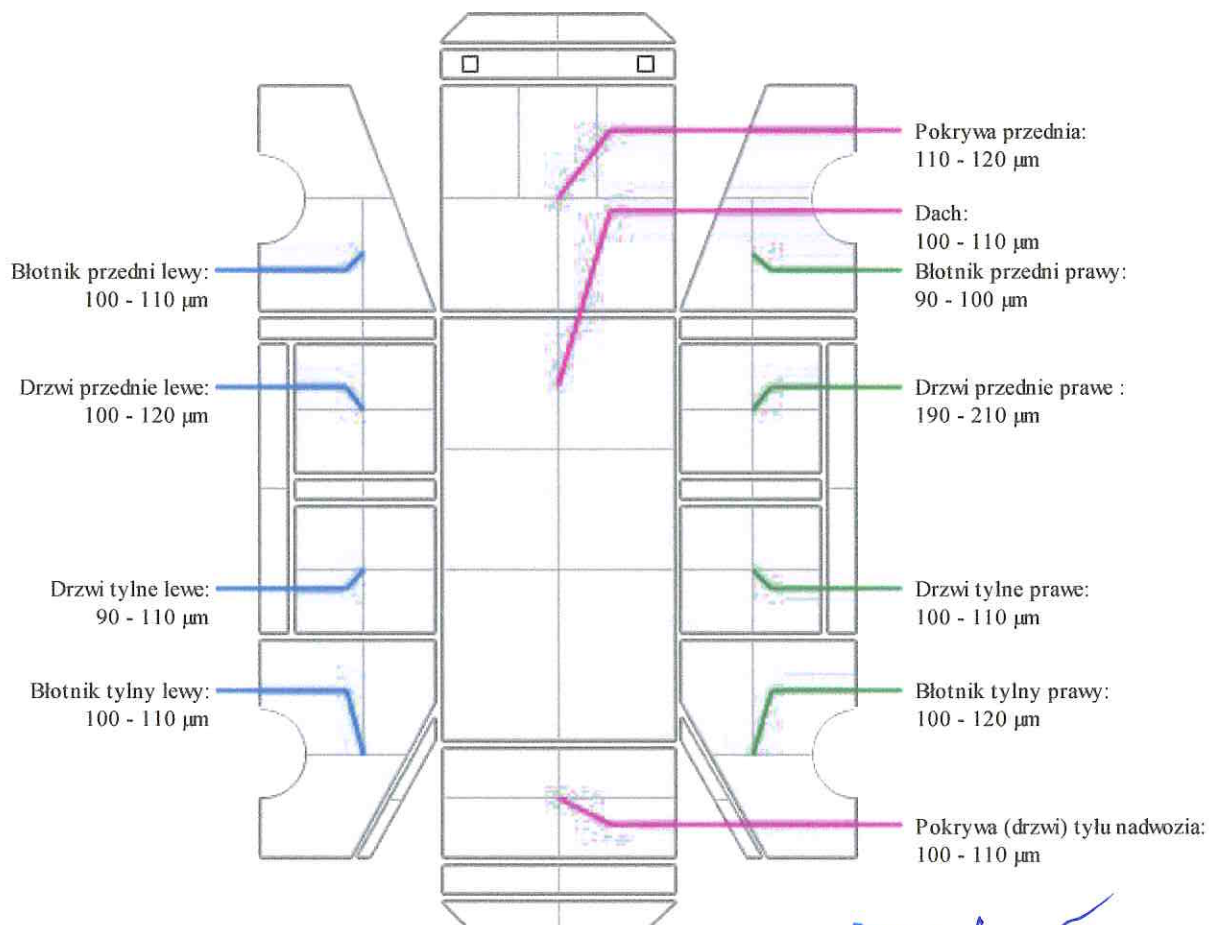 Pokrywa przednia:
110 - 120 µm
Dach:
100 - 110 µm
Błotnik przedni lewy:
100 - 110 µm
Błotnik przedni prawy:
90 - 100 µm
Drzwi przednie lewe:
100 - 120 µm
Drzwi przednie prawe :
190 - 210 µm
Drzwi tylne lewe:
90 - 110 µm
Drzwi tylne prawe:
100 - 110 µm
Błotnik tylny lewy:
100 - 110 µm
Błotnik tylny prawy:
100 - 120 µm
Pokrywa (drzwi) tyłu nadwozia:
100 - 110 µm